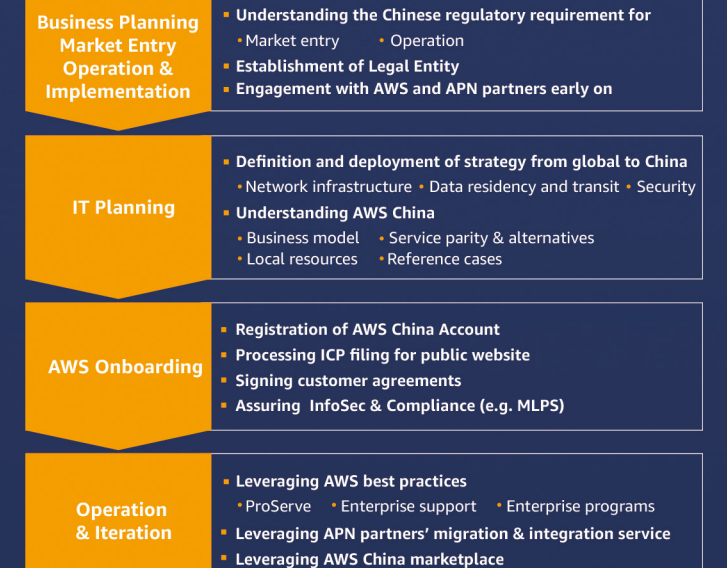 Business Planning
Market Entry
Operation &
Implementation
Understanding the Chinese regulatory requirement for
• Market entry • Operation
Establishment of Legal Entity
Engagement with AWS and APN partners early on
IT Planning
Definition and deployment of strategy from global to China
• Network infrastructure • Data residency and transit • Security
Understanding AWS China
• Business model • Service parity & alternatives
• Local resources • Reference cases
AWS Onboarding
Registration of AWS China Account
Processing ICP filing for public website
Signing customer agreements
Assuring InfoSec & Compliance (e.g. MLPS)
Operation
& Iteration
Leveraging AWS best practices
• ProServe • Enterprise support • Enterprise programs
Leveraging APN partners' migration & integration service
Leveraging AWS China marketplace